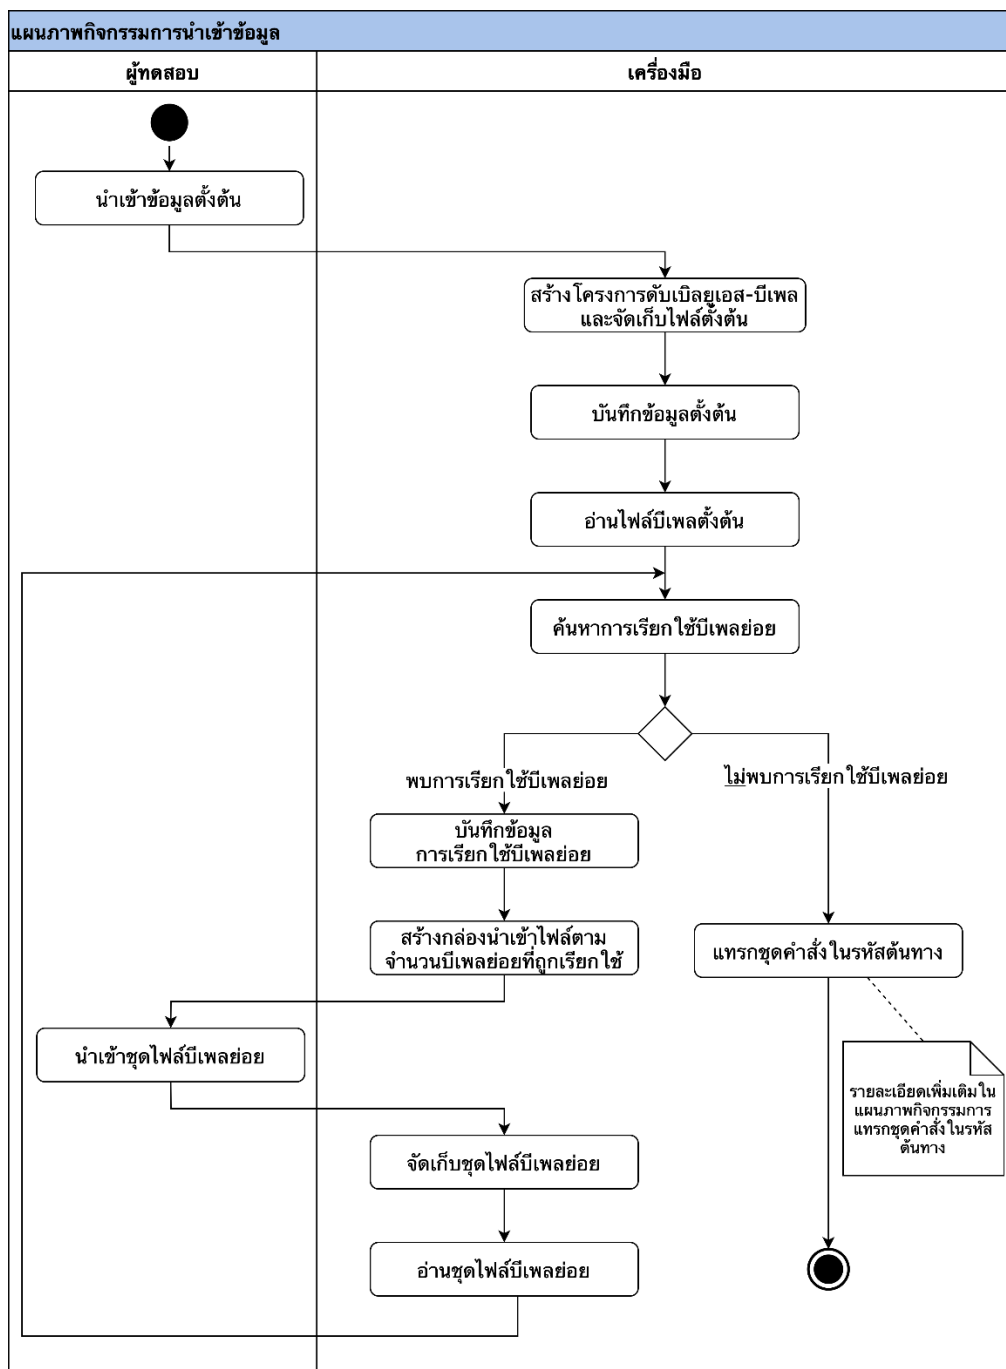 แผนภาพกิจกรรมการนำเข้าข้อมูล
ผู้ทดสอบ
เครื่องมือ
นำเข้าข้อมูลตั้งต้น
สร้างโครงการดับเบิลยูเอส-บีเพล
และจัดเก็บไฟล์ตั้งต้น
บันทึกข้อมูลตั้งต้น
อ่านไฟล์บีเพลตั้งต้น
ค้นหาการเรียกใช้บีเพลย่อย
พบการเรียกใช้บีเพลย่อย
ไม่พบการเรียกใช้บีเพลย่อย
บันทึกข้อมูล
การเรียกใช้บีเพลย่อย
สร้างกล่องนำเข้าไฟล์ตาม
จำนวนบีเพลย่อยที่ถูกเรียกใช้
แทรกชุดคำสั่งในรหัสต้นทาง
นำเข้าชุดไฟล์บีเพลย่อย
รายละเอียดเพิ่มเติมใน
แผนภาพกิจกรรมการ
แทรกชุดคำสั่งในรหัส
ต้นทาง
จัดเก็บชุดไฟล์บีเพลย่อย
อ่านชุดไฟล์บีเพลย่อย